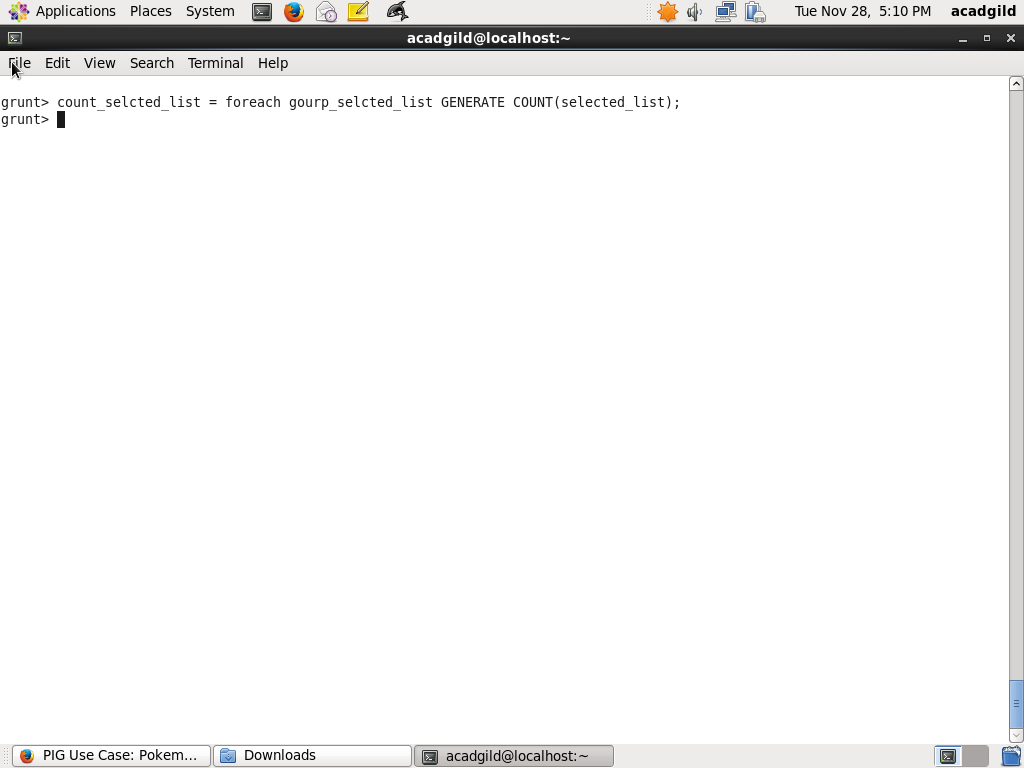 Applications Places System Tue Nov 28, 5:10 PM acadgild
acadgild@localhost:~
File Edit View Search Terminal Help
grunt> count_selcted_list = foreach gourp_selcted_list GENERATE COUNT(selected_list);
grunt>
PIG Use Case: Pokem... Downloads acadgild@localhost:~